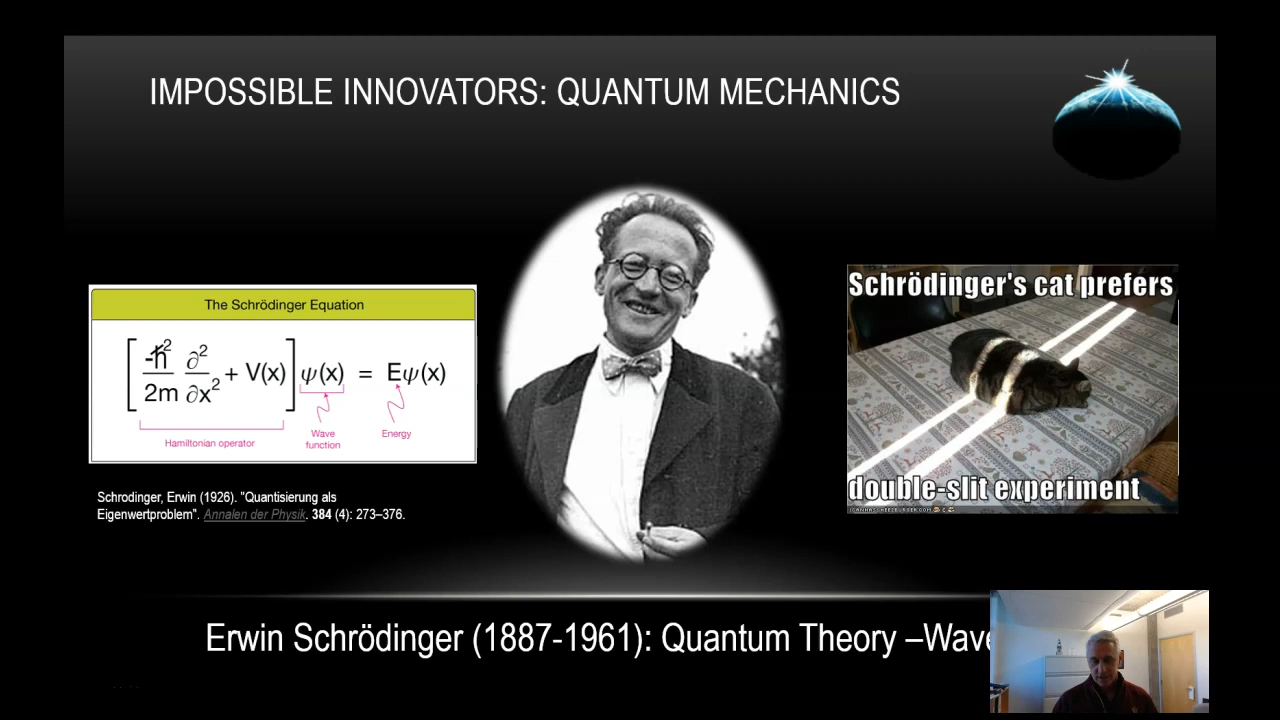 IMPOSSIBLE INNOVATORS: QUANTUM MECHANICS
The Schrödinger Equation
[-ħ²/2m ∂²/∂x² + V(x)] ψ(x) = Eψ(x)
Hamiltonian operator
Wave
function
Energy
Schrodinger, Erwin (1926). "Quantisierung als
Eigenwertproblem". Annalen der Physik. 384 (4): 273–376.
Schrödinger's cat prefers
double-slit experiment
Erwin Schrödinger (1887-1961): Quantum Theory –Wave